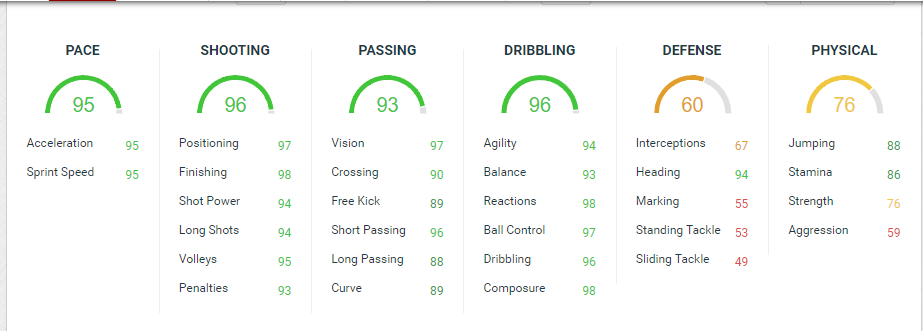 PACE SHOOTING PASSING DRIBBLING DEFENSE PHYSICAL
95 96 93 96 60 76
Acceleration 95 Positioning 97 Vision 97 Agility 94 Interceptions 67 Jumping 88
Sprint Speed 95 Finishing 98 Crossing 90 Balance 93 Heading 94 Stamina 86
Shot Power 94 Free Kick 89 Reactions 98 Marking 55 Strength 76
Long Shots 94 Short Passing 96 Ball Control 97 Standing Tackle 53 Aggression 59
Volleys 95 Long Passing 88 Dribbling 96 Sliding Tackle 49
Penalties 93 Curve 89 Composure 98